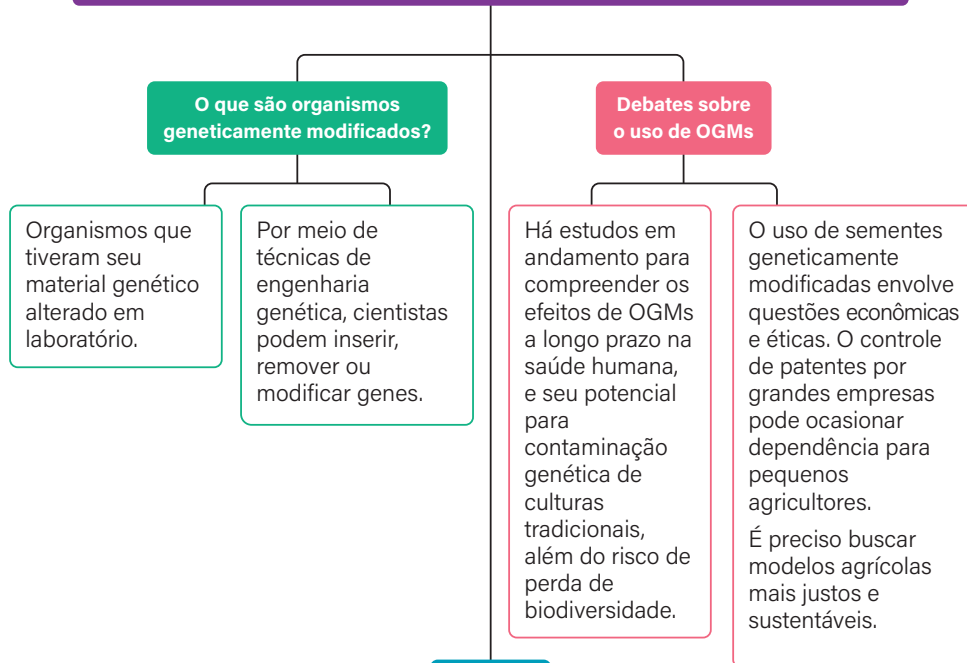 O que são organismos
geneticamente modificados?
Debates sobre
o uso de OGMs
Organismos que
tiveram seu
material genético
alterado em
laboratório.
Por meio de
técnicas de
engenharia
genética, cientistas
podem inserir,
remover ou
modificar genes.
Há estudos em
andamento para
compreender os
efeitos de OGMs
a longo prazo na
saúde humana,
e seu potencial
para
contaminação
genética de
culturas
tradicionais,
além do risco de
perda de
biodiversidade.
O uso de sementes
geneticamente
modificadas envolve
questões econômicas
e éticas. O controle
de patentes por
grandes empresas
pode ocasionar
dependência para
pequenos
agricultores.
É preciso buscar
modelos agrícolas
mais justos e
sustentáveis.